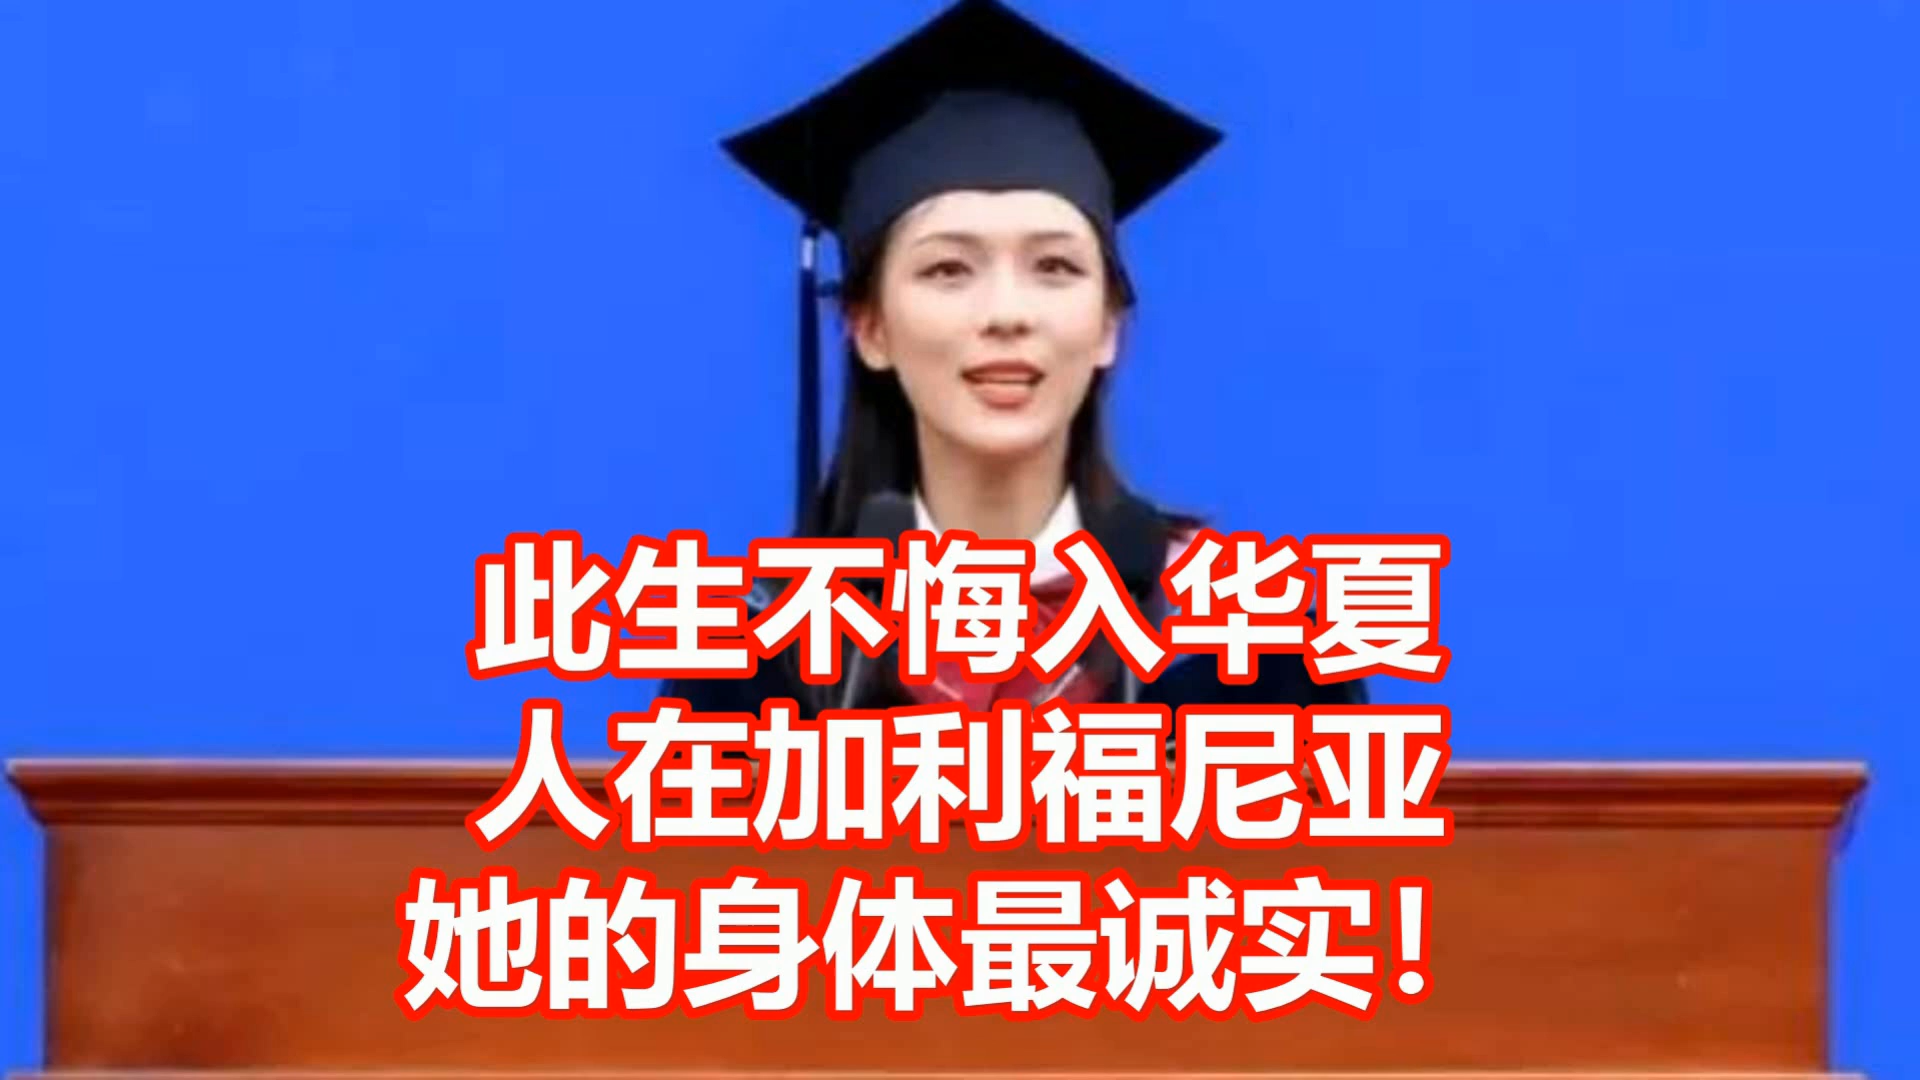 此生不悔入华夏
人在加利福尼亚
她的身体最诚实！